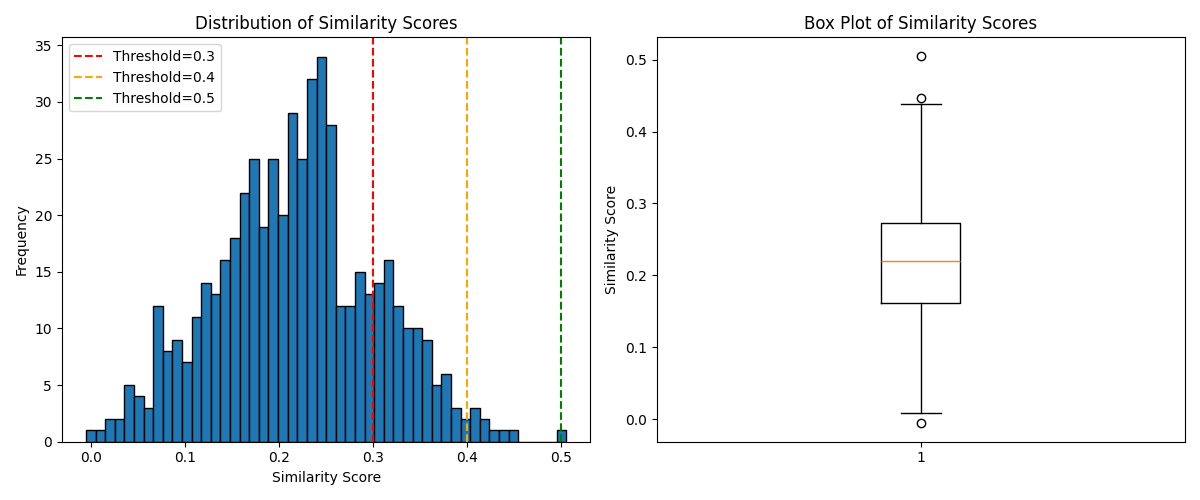 Distribution of Similarity Scores
Threshold=0.3
Threshold=0.4
Threshold=0.5
35
30
25
20
15
10
5
0
Frequency
0.0 0.1 0.2 0.3 0.4 0.5
Similarity Score
Box Plot of Similarity Scores
0.5
0.4
0.3
0.2
0.1
0.0
Similarity Score
1